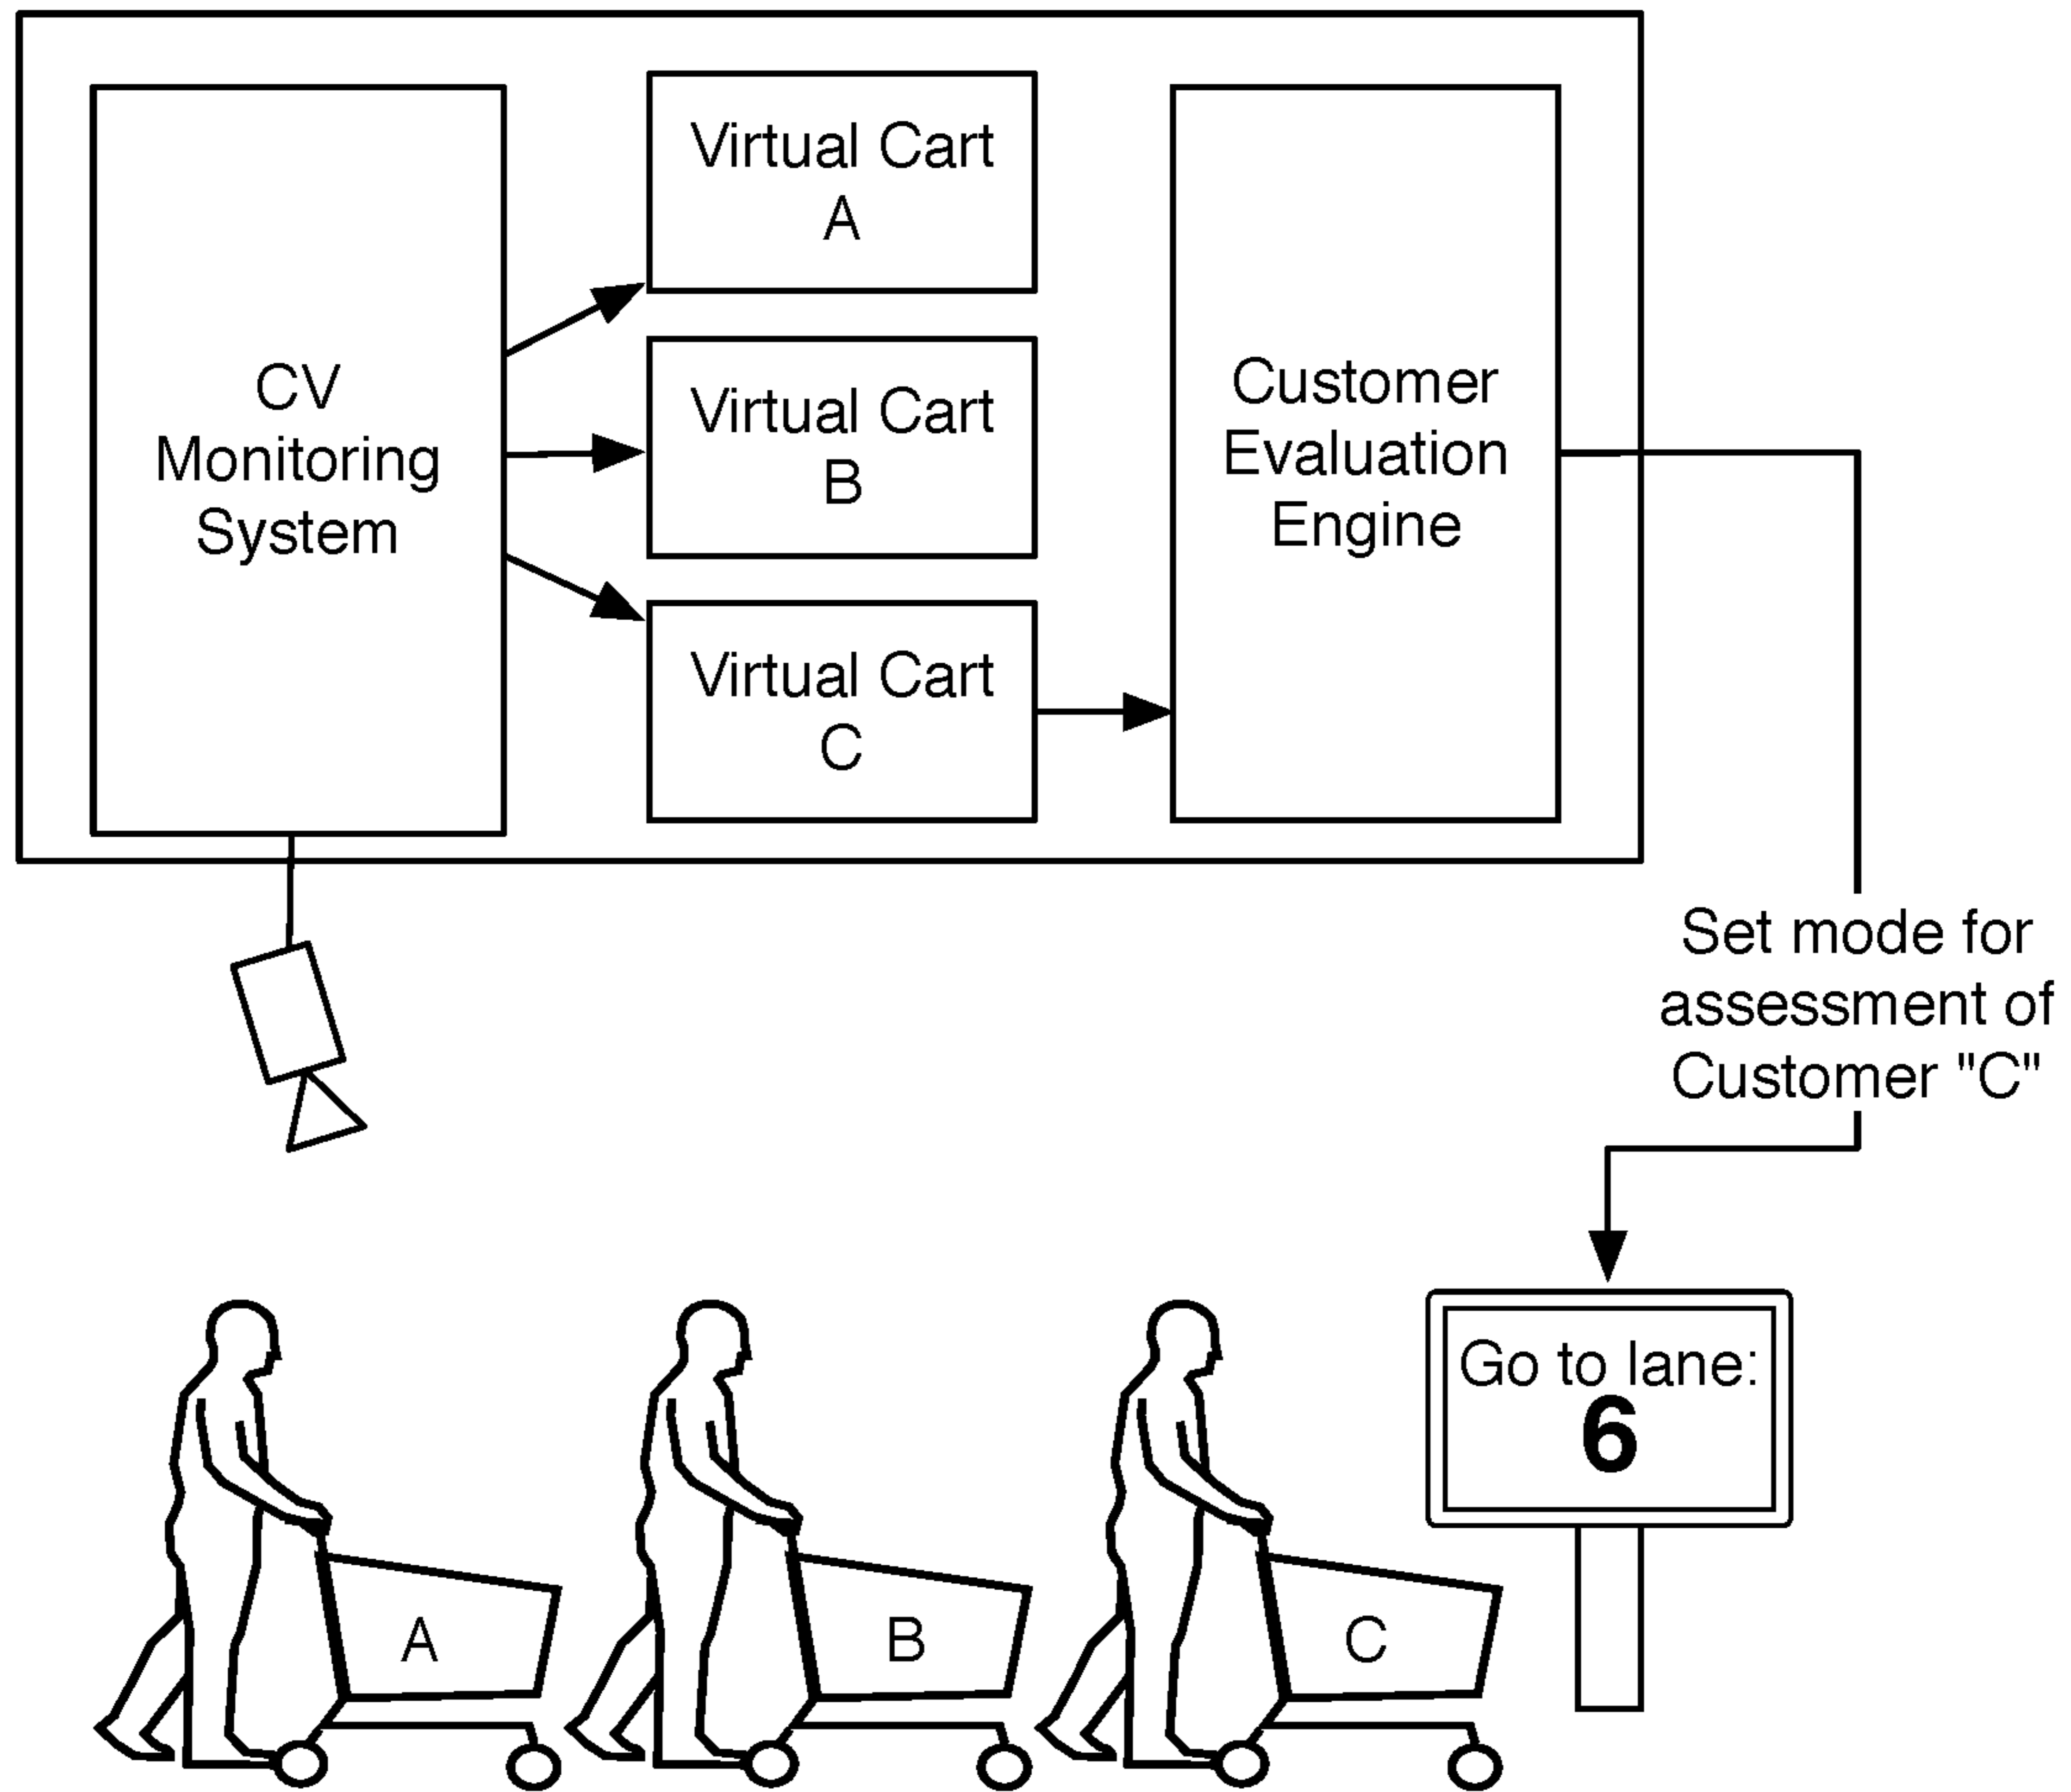 Virtual Cart
A
CV
Monitoring
System
Virtual Cart
B
Customer
Evaluation
Engine
Virtual Cart
C
Set mode for
assessment of
Customer "C"
Go to lane:
6
A
B
C